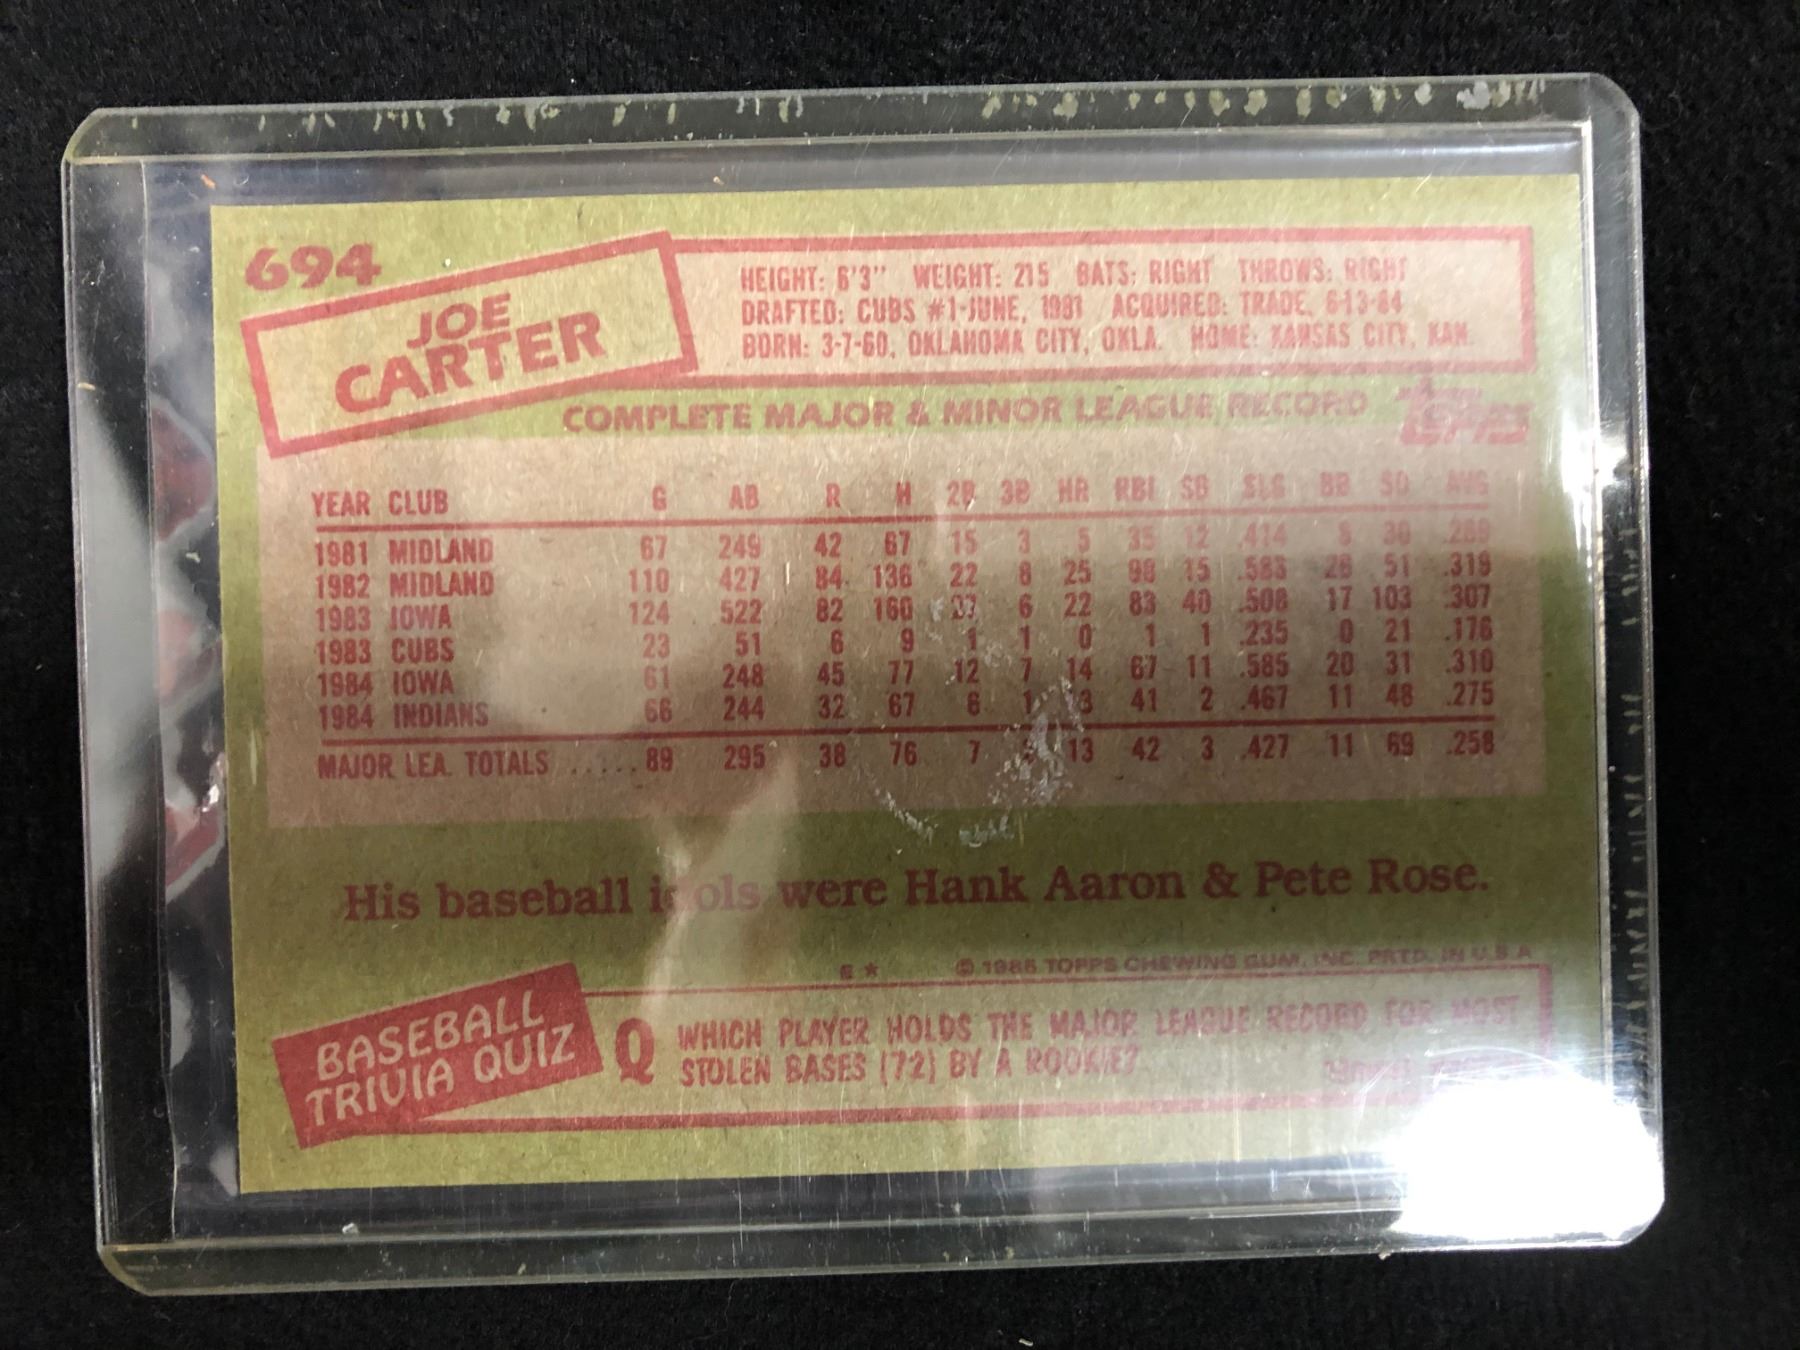 694
JOE
CARTER
HEIGHT: 6'3" WEIGHT: 215 BATS: RIGHT THROWS: RIGHT
DRAFTED: CUBS #1-JUNE, 1981 ACQUIRED: TRADE, 6-13-84
BORN: 3-7-60, OKLAHOMA CITY, OKLA. HOME: KANSAS CITY, KAN.
COMPLETE MAJOR & MINOR LEAGUE RECORD
TOPPS
YEAR CLUB G AB R H 2B 3B HR RBI SB SLG BB SO AVG
1981 MIDLAND 67 249 42 67 15 3 5 35 12 .414 30 .269
1982 MIDLAND 110 427 84 136 22 8 25 98 15 .583 51 .319
1983 IOWA 124 522 82 160 6 22 83 40 .508 17 103 .307
1983 CUBS 23 51 6 9 1 1 0 1 1 .235 0 21 .176
1984 IOWA 61 248 45 77 12 7 14 67 11 .585 20 31 .310
1984 INDIANS 66 244 32 67 6 1 41 2 .467 11 48 .275
MAJOR LEA. TOTALS ..... 89 295 38 76 7 13 42 3 .427 11 69 .258
His baseball idols were Hank Aaron & Pete Rose.
E★ © 1985 TOPPS CHEWING GUM, INC. PRTD. IN U.S.A
BASEBALL
TRIVIA QUIZ
Q WHICH PLAYER HOLDS THE MAJOR LEAGUE RECORD FOR MOST
STOLEN BASES (72) BY A ROOKIE?